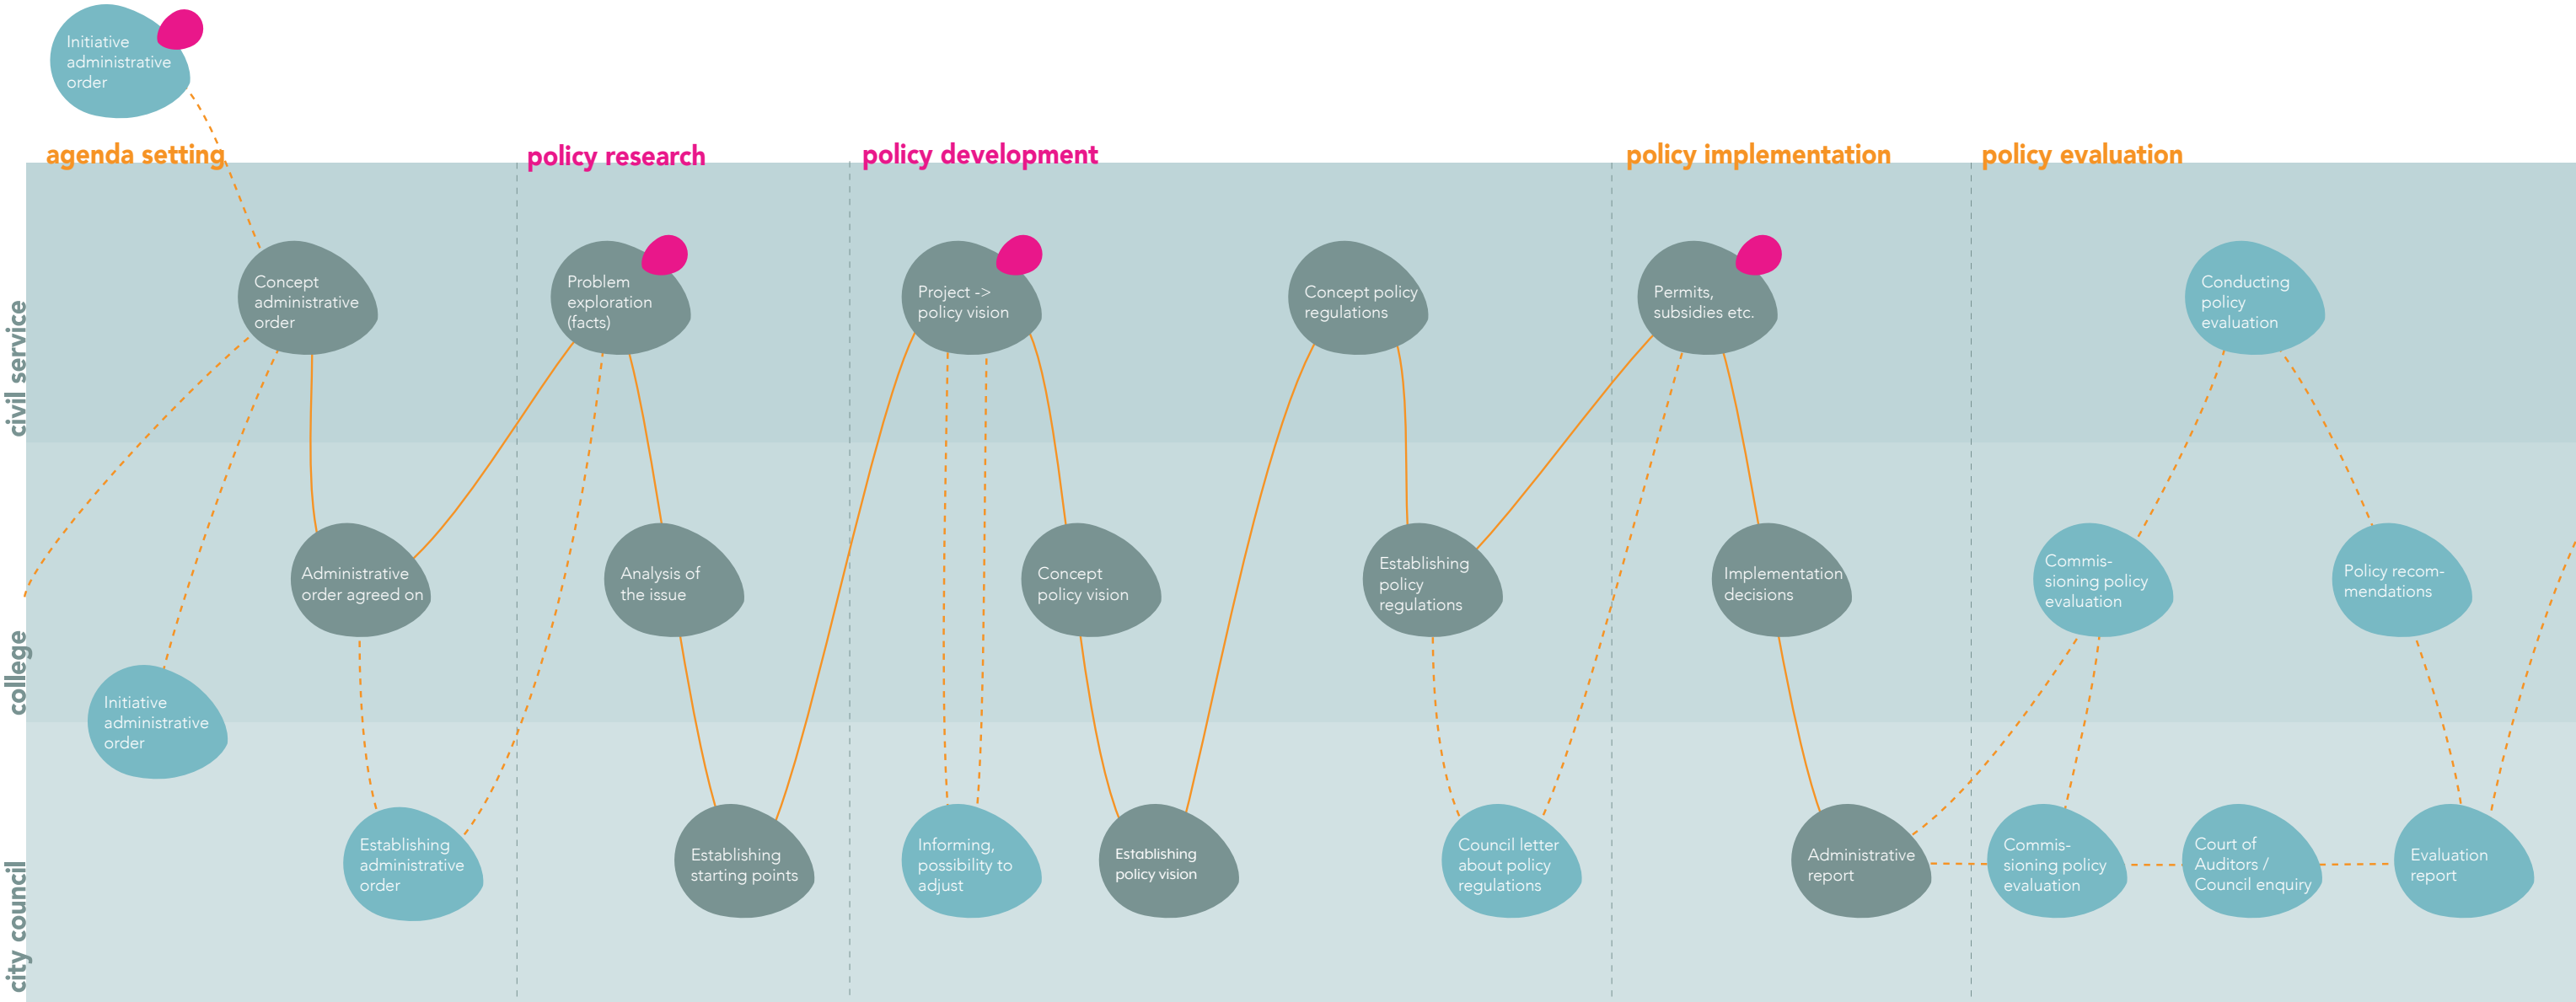 Initiative
administrative
order
agenda setting
policy research
policy development
policy implementation
policy evaluation
civil service
Concept
administrative
order
Problem
exploration
(facts)
Project ->
policy vision
Concept policy
regulations
Permits,
subsidies etc.
Conducting
policy
evaluation
college
Administrative
order agreed on
Analysis of
the issue
Concept
policy vision
Establishing
policy
regulations
Implementation
decisions
Commis-
sioning policy
evaluation
Policy recom-
mendations
Initiative
administrative
order
city council
Establishing
administrative
order
Establishing
starting points
Informing,
possibility to
adjust
Establishing
policy vision
Council letter
about policy
regulations
Administrative
report
Commis-
sioning policy
evaluation
Court of
Auditors /
Council enquiry
Evaluation
report